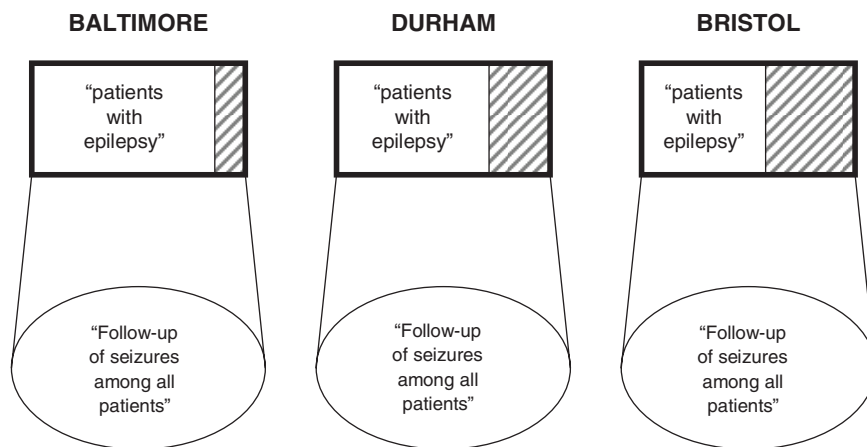 BALTIMORE
DURHAM
BRISTOL
“patients
with
epilepsy”
“patients
with
epilepsy”
“patients
with
epilepsy”
“Follow-up
of seizures
among all
patients”
“Follow-up
of seizures
among all
patients”
“Follow-up
of seizures
among all
patients”